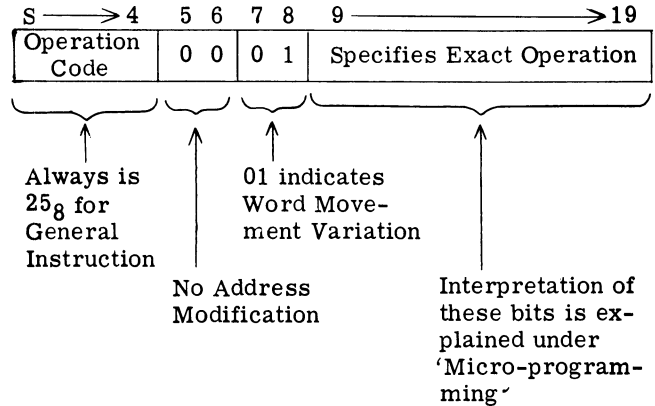 S → 4 5 6 7 8 9 → 19
Operation Code 0 0 0 1 Specifies Exact Operation
Always is
25₈ for
General
Instruction
01 indicates
Word Move-
ment Variation
No Address
Modification
Interpretation of
these bits is ex-
plained under
‘Micro-program-
ming’